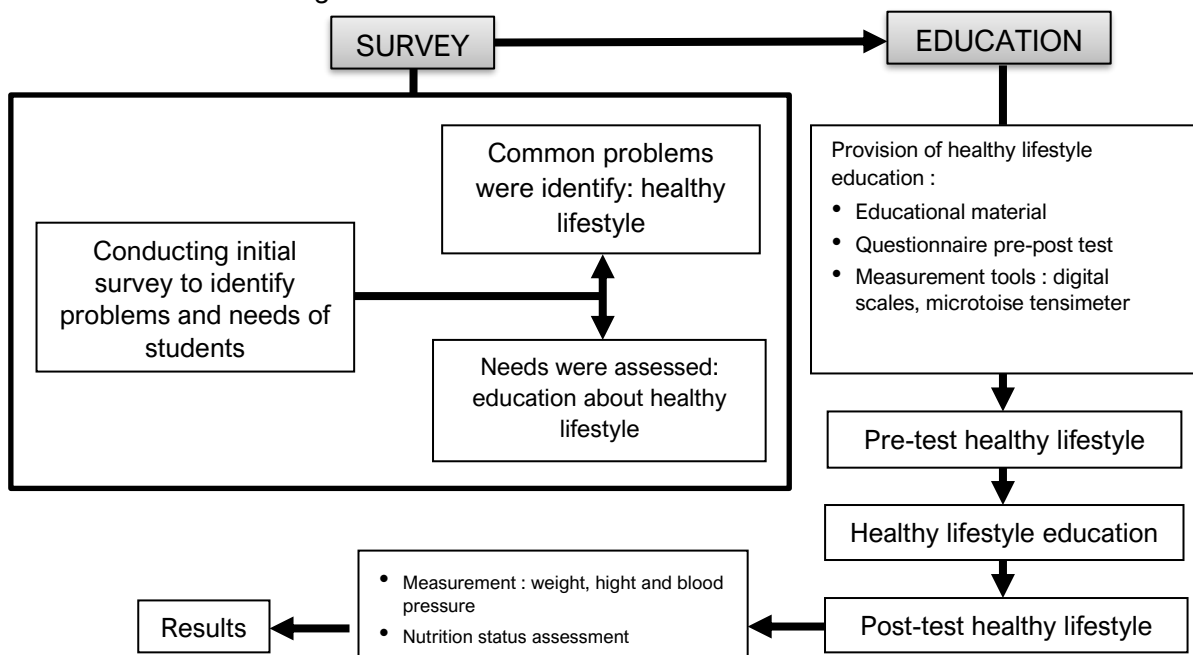 SURVEY
EDUCATION
Conducting initial
survey to identify
problems and needs of
students
Common problems
were identify: healthy
lifestyle
Needs were assessed:
education about healthy
lifestyle
Provision of healthy lifestyle
education :
• Educational material
• Questionnaire pre-post test
• Measurement tools : digital
scales, microtoise tensimeter
Pre-test healthy lifestyle
Healthy lifestyle education
Post-test healthy lifestyle
• Measurement : weight, hight and blood
pressure
• Nutrition status assessment
Results